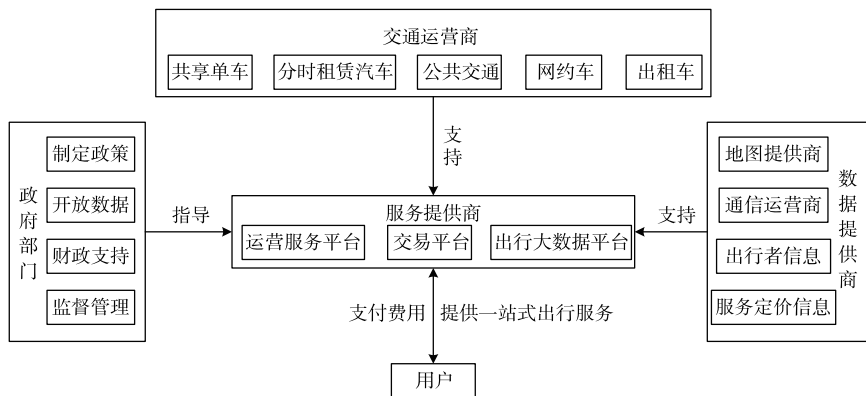 交通运营商
共享单车 分时租赁汽车 公共交通 网约车 出租车
支持
政府部门
制定政策
开放数据
财政支持
监督管理
指导
服务提供商
运营服务平台 交易平台 出行大数据平台
支持
数据提供商
地图提供商
通信运营商
出行者信息
服务定价信息
支付费用 提供一站式出行服务
用户